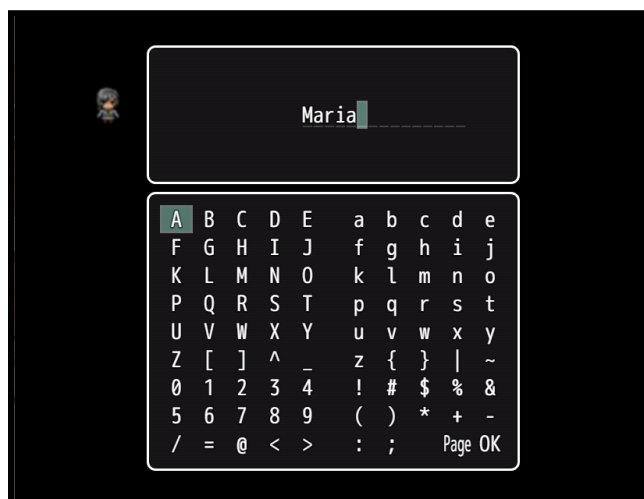 Maria
A B C D E a b c d e
F G H I J f g h i j
K L M N O k l m n o
P Q R S T p q r s t
U V W X Y u v w x y
Z [ ] ^ _ z { } | ~
0 1 2 3 4 ! # $ % &
5 6 7 8 9 ( ) * + -
/ = @ < > : ; Page OK